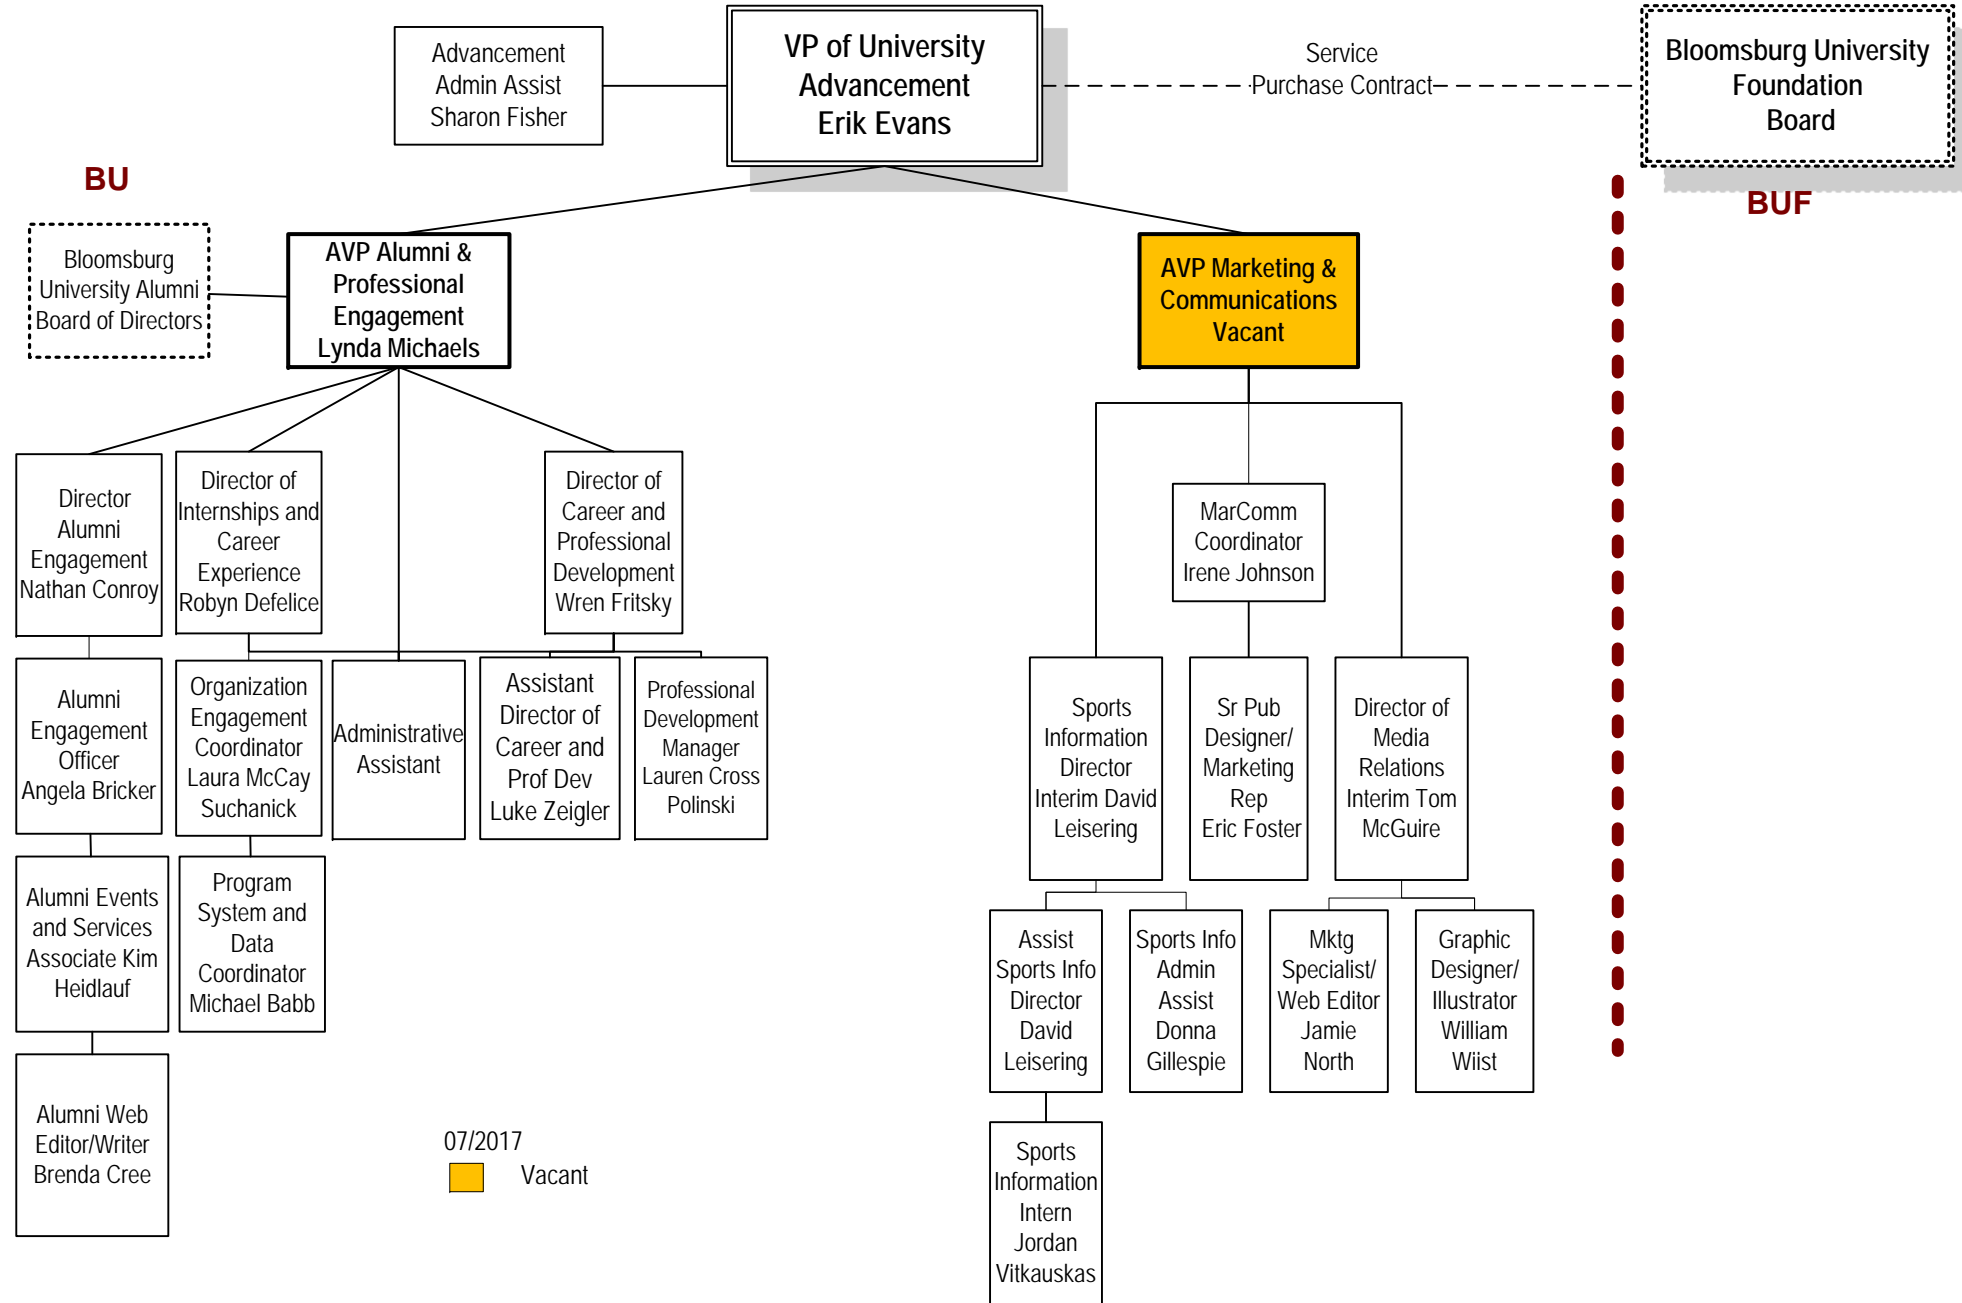 Advancement
Admin Assist
Sharon Fisher
VP of University
Advancement
Erik Evans
Service
Purchase Contract
Bloomsburg University
Foundation
Board
BU
BUF
Bloomsburg
University Alumni
Board of Directors
AVP Alumni &
Professional
Engagement
Lynda Michaels
AVP Marketing &
Communications
Vacant
Director
Alumni
Engagement
Nathan Conroy
Director of
Internships and
Career
Experience
Robyn Defelice
Director of
Career and
Professional
Development
Wren Fritsky
MarComm
Coordinator
Irene Johnson
Alumni
Engagement
Officer
Angela Bricker
Organization
Engagement
Coordinator
Laura McCay
Suchanick
Administrative
Assistant
Assistant
Director of
Career and
Prof Dev
Luke Zeigler
Professional
Development
Manager
Lauren Cross
Polinski
Sports
Information
Director
Interim David
Leisering
Sr Pub
Designer/
Marketing
Rep
Eric Foster
Director of
Media
Relations
Interim Tom
McGuire
Alumni Events
and Services
Associate Kim
Heidlauf
Program
System and
Data
Coordinator
Michael Babb
Assist
Sports Info
Director
David
Leisering
Sports Info
Admin
Assist
Donna
Gillespie
Mktg
Specialist/
Web Editor
Jamie
North
Graphic
Designer/
Illustrator
William
Wiist
Alumni Web
Editor/Writer
Brenda Cree
07/2017
Vacant
Sports
Information
Intern
Jordan
Vitkauskas